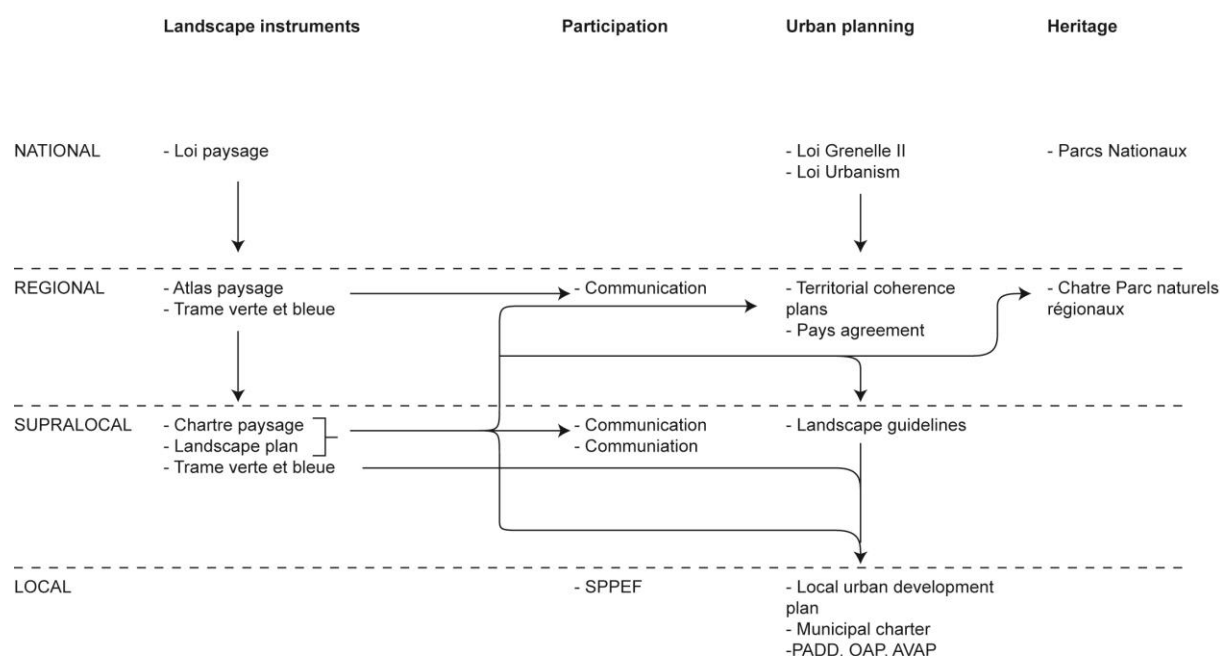 Landscape instruments Participation Urban planning Heritage
NATIONAL - Loi paysage - Loi Grenelle II - Parcs Nationaux
- Loi Urbanism
REGIONAL - Atlas paysage - Communication - Territorial coherence - Chatre Parc naturels
- Trame verte et bleue plans régionaux
- Pays agreement
SUPRALOCAL - Chartre paysage - Communication - Landscape guidelines
- Landscape plan - Communiation
- Trame verte et bleue
LOCAL - SPPEF - Local urban development
plan
- Municipal charter
-PADD, OAP, AVAP